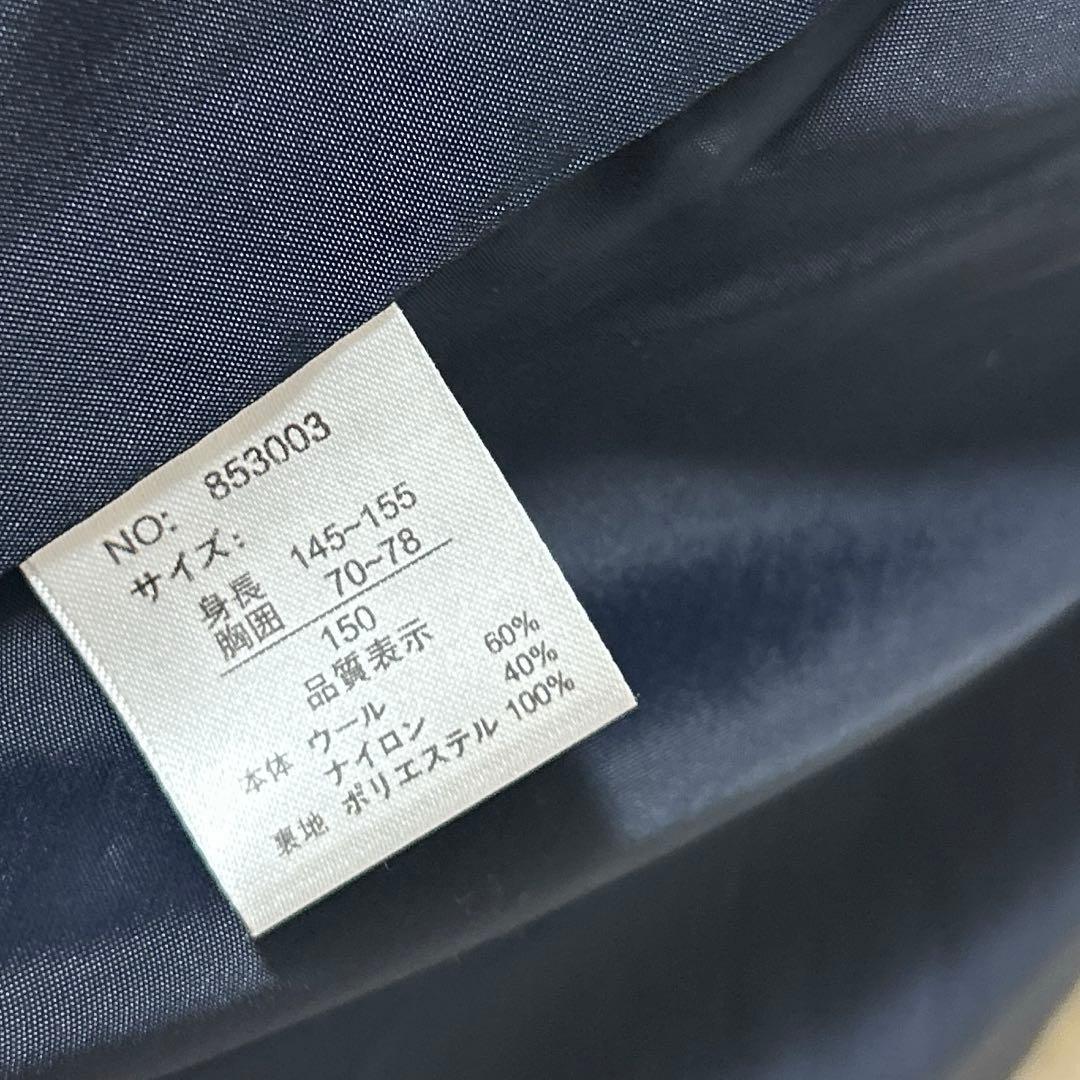 NO: 853003
サイズ:
身長 145~155
胸囲 70~78
150
品質表示
本体 ウール 60%
ナイロン 40%
裏地 ポリエステル 100%